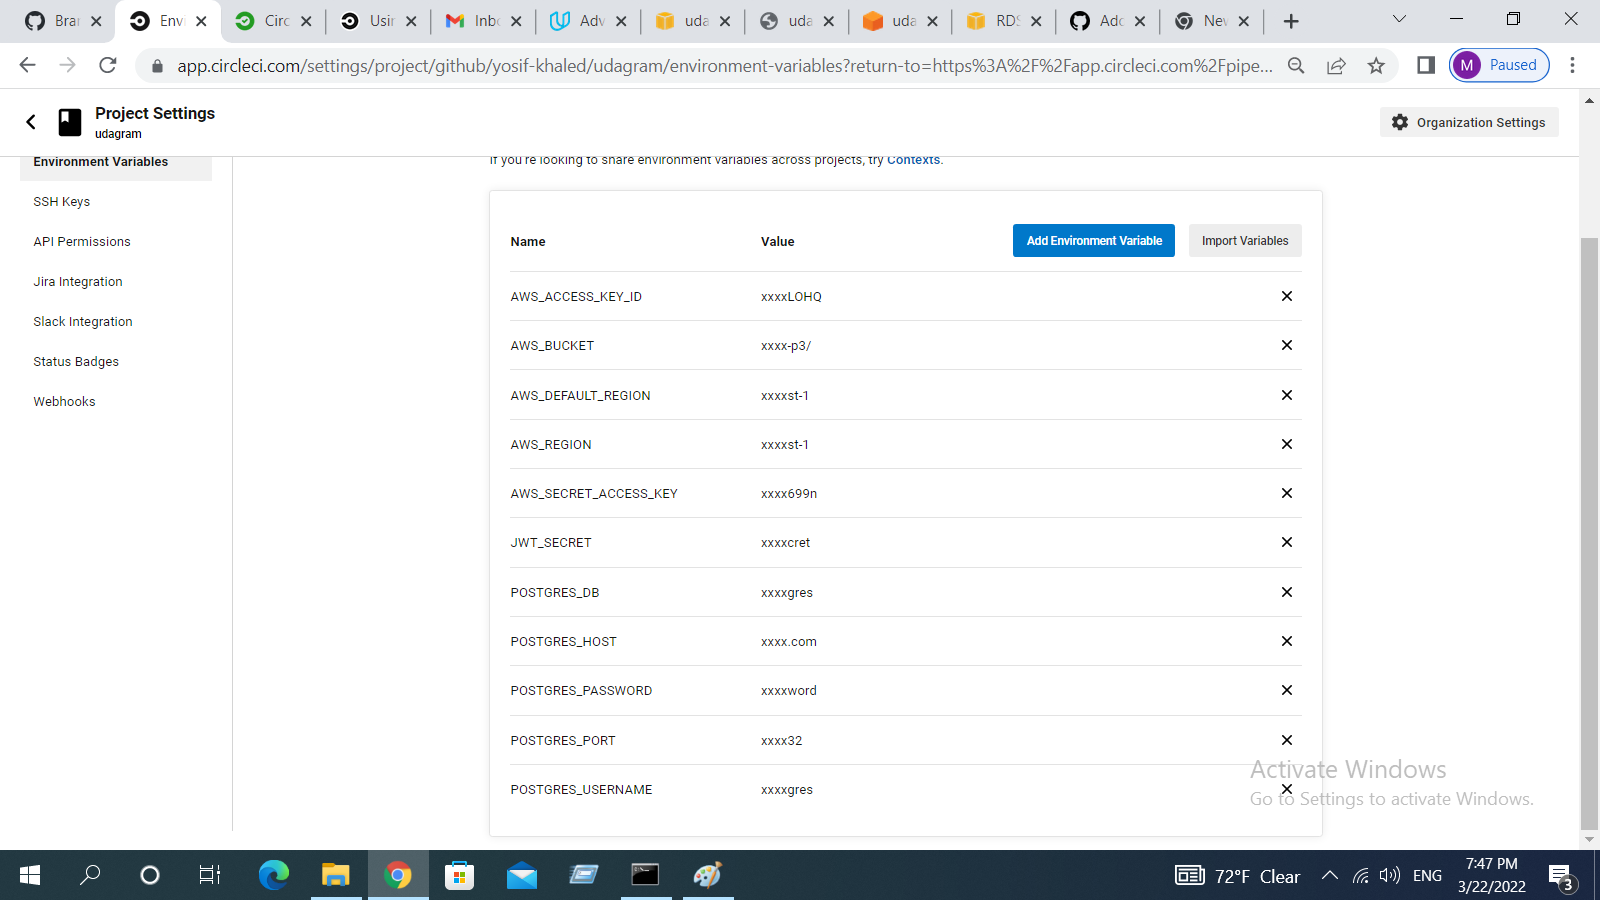 Bra
Envi
Circ
Usin
Inbo
Adv
uda
uda
uda
RDS
Adc
Nev
app.circleci.com/settings/project/github/yosif-khaled/udagram/environment-variables?return-to=https%3A%2F%2Fapp.circleci.com%2Fpipe...
M Paused
Project Settings
udagram
Organization Settings
Environment Variables
SSH Keys
API Permissions
Jira Integration
Slack Integration
Status Badges
Webhooks
If you're looking to share environment variables across projects, try Contexts.
Name Value Add Environment Variable Import Variables
AWS_ACCESS_KEY_ID xxxxLOHQ
AWS_BUCKET xxxx-p3/
AWS_DEFAULT_REGION xxxxst-1
AWS_REGION xxxxst-1
AWS_SECRET_ACCESS_KEY xxxx699n
JWT_SECRET xxxxcret
POSTGRES_DB xxxxgres
POSTGRES_HOST xxxx.com
POSTGRES_PASSWORD xxxxword
POSTGRES_PORT xxxx32
POSTGRES_USERNAME xxxxgres
Activate Windows
Go to Settings to activate Windows.
72°F Clear
ENG
7:47 PM
3/22/2022
3